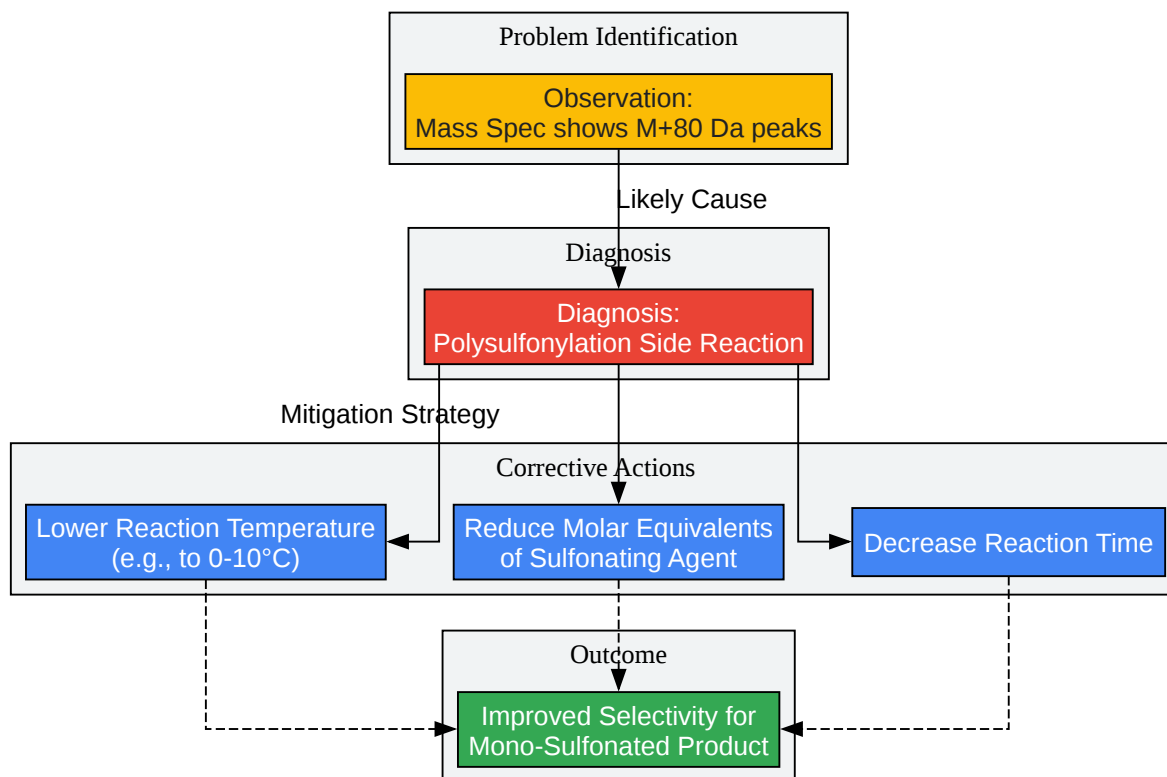 Problem Identification
Observation:
Mass Spec shows M+80 Da peaks
Likely Cause
Diagnosis
Diagnosis:
Polysulfonylation Side Reaction
Mitigation Strategy
Corrective Actions
Lower Reaction Temperature
(e.g., to 0-10°C)
Reduce Molar Equivalents
of Sulfonating Agent
Decrease Reaction Time
Outcome
Improved Selectivity for
Mono-Sulfonated Product